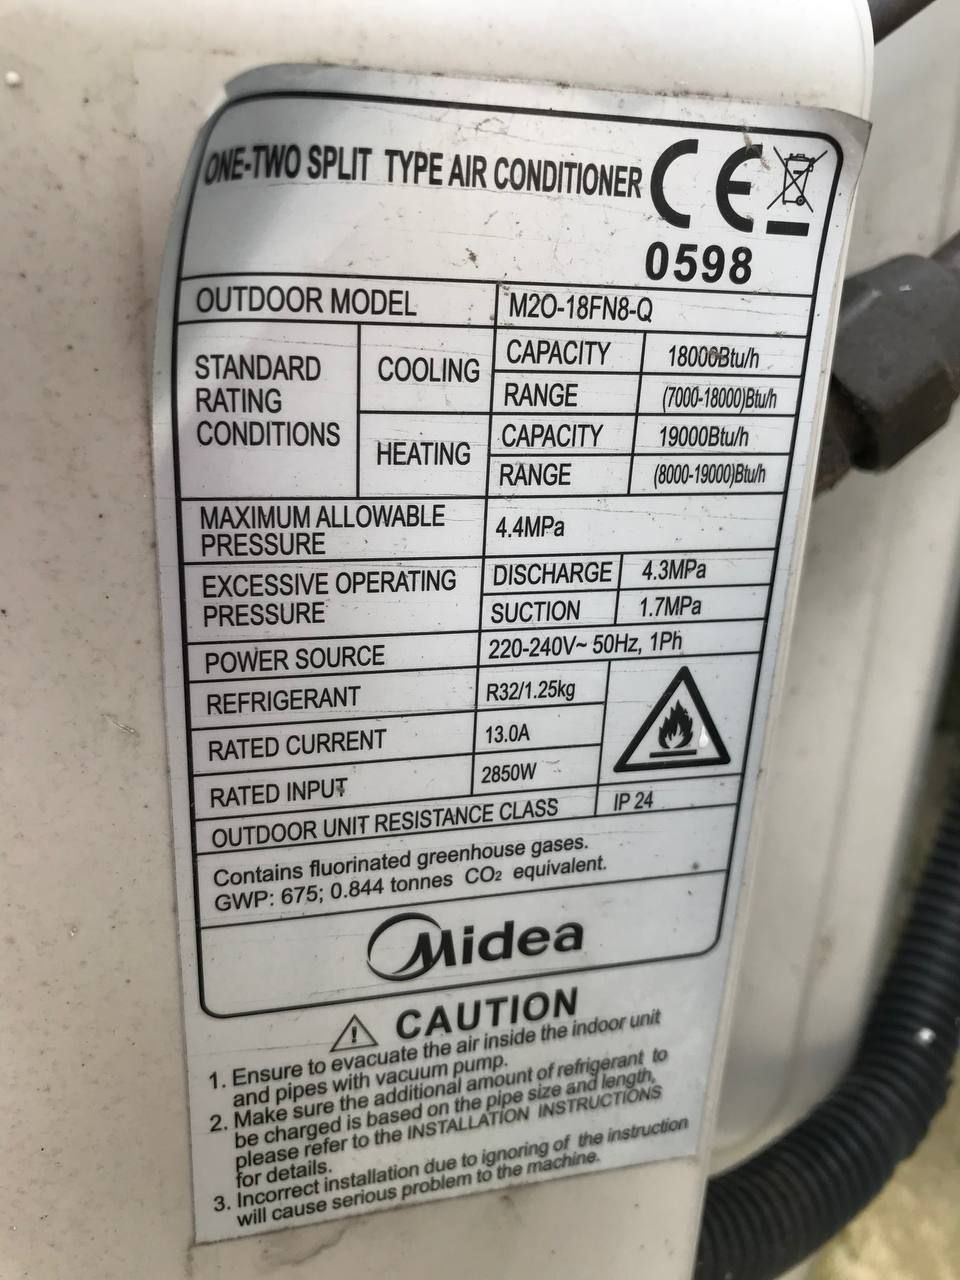 ONE-TWO SPLIT TYPE AIR CONDITIONER
CE
0598
OUTDOOR MODEL M2O-18FN8-Q
STANDARD RATING CONDITIONS
COOLING
CAPACITY 18000Btu/h
RANGE (7000-18000)Btu/h
HEATING
CAPACITY 19000Btu/h
RANGE (8000-19000)Btu/h
MAXIMUM ALLOWABLE
PRESSURE
4.4MPa
EXCESSIVE OPERATING
PRESSURE
DISCHARGE 4.3MPa
SUCTION 1.7MPa
POWER SOURCE 220-240V~ 50Hz, 1Ph
REFRIGERANT R32/1.25kg
RATED CURRENT 13.0A
RATED INPUT 2850W
OUTDOOR UNIT RESISTANCE CLASS IP 24
Contains fluorinated greenhouse gases.
GWP: 675; 0.844 tonnes CO₂ equivalent.
Midea
CAUTION
1. Ensure to evacuate the air inside the indoor unit
and pipes with vacuum pump.
2. Make sure the additional amount of refrigerant to
be charged is based on the pipe size and length,
please refer to the INSTALLATION INSTRUCTIONS
for details.
3. Incorrect installation due to ignoring of the instruction
will cause serious problem to the machine.